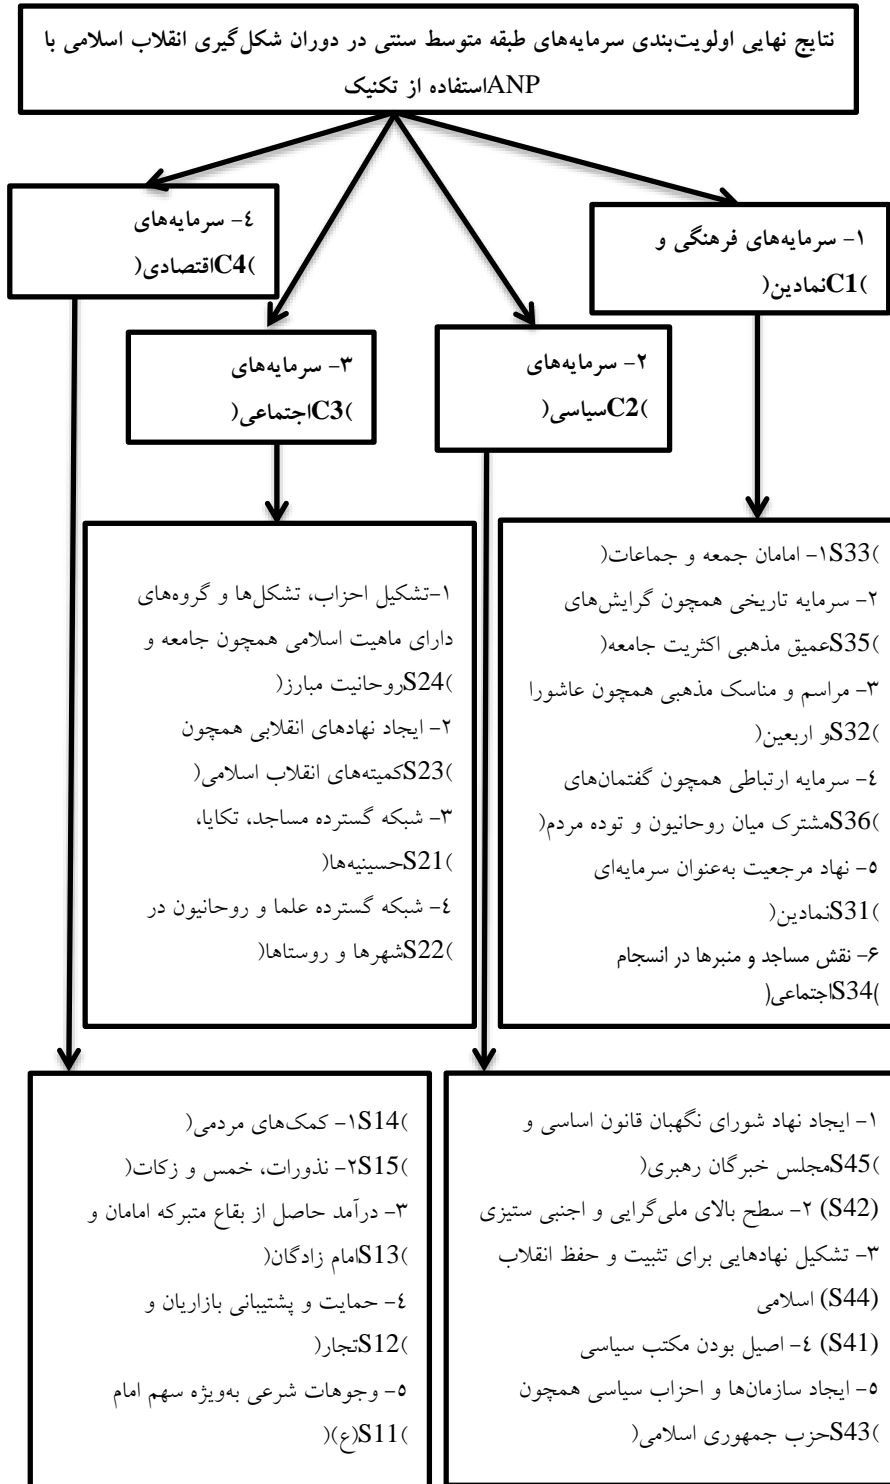 نتایج نهایی اولویت‌بندی سرمایه‌های طبقه متوسط سنتی در دوران شکل‌گیری انقلاب اسلامی با
استفاده از تکنیک ANP
۱- سرمایه‌های فرهنگی و
نمادین (C1)
۲- سرمایه‌های
سیاسی (C2)
۳- سرمایه‌های
اجتماعی (C3)
۴- سرمایه‌های
اقتصادی (C4)
۱- امامان جمعه و جماعات (S33)
۲- سرمایه تاریخی همچون گرایش‌های
عمیق مذهبی اکثریت جامعه (S35)
۳- مراسم و مناسک مذهبی همچون عاشورا
و اربعین (S32)
۴- سرمایه ارتباطی همچون گفتمان‌های
مشترک میان روحانیون و توده مردم (S36)
۵- نهاد مرجعیت به‌عنوان سرمایه‌ای
نمادین (S31)
۶- نقش مساجد و منبرها در انسجام
اجتماعی (S34)
۱-تشکیل احزاب، تشکل‌ها و گروه‌های
دارای ماهیت اسلامی همچون جامعه و
روحانیت مبارز (S24)
۲- ایجاد نهادهای انقلابی همچون
کمیته‌های انقلاب اسلامی (S23)
۳- شبکه گسترده مساجد، تکایا،
حسینیه‌ها (S21)
۴- شبکه گسترده علما و روحانیون در
شهرها و روستاها (S22)
۱- ایجاد نهاد شورای نگهبان قانون اساسی و
مجلس خبرگان رهبری (S45)
۲- سطح بالای ملی‌گرایی و اجنبی ستیزی (S42)
۳- تشکیل نهادهایی برای تثبیت و حفظ انقلاب
اسلامی (S44)
۴- اصیل بودن مکتب سیاسی (S41)
۵- ایجاد سازمان‌ها و احزاب سیاسی همچون
حزب جمهوری اسلامی (S43)
۱- کمک‌های مردمی (S14)
۲- نذورات، خمس و زکات (S15)
۳- درآمد حاصل از بقاع متبرکه امامان و
امام زادگان (S13)
۴- حمایت و پشتیبانی بازاریان و
تجار (S12)
۵- وجوهات شرعی به‌ویژه سهم امام
(ع) (S11)